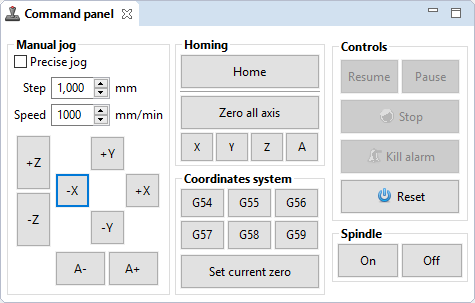 Command panel
Manual jog
Precise jog
Step 1,000 mm
Speed 1000 mm/min
+Z
+Y
-X
+X
-Z
-Y
A-
A+
Homing
Home
Zero all axis
X Y Z A
Coordinates system
G54 G55 G56
G57 G58 G59
Set current zero
Controls
Resume Pause
Stop
Kill alarm
Reset
Spindle
On Off